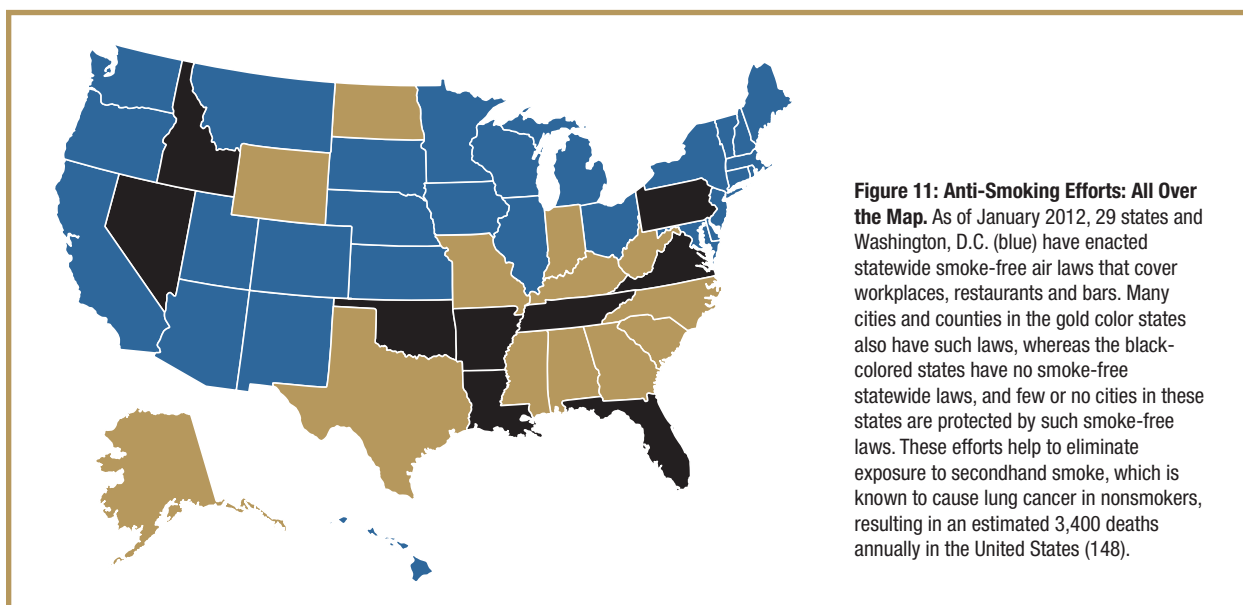 Figure 11: Anti-Smoking Efforts: All Over
the Map. As of January 2012, 29 states and
Washington, D.C. (blue) have enacted
statewide smoke-free air laws that cover
workplaces, restaurants and bars. Many
cities and counties in the gold color states
also have such laws, whereas the black-
colored states have no smoke-free
statewide laws, and few or no cities in these
states are protected by such smoke-free
laws. These efforts help to eliminate
exposure to secondhand smoke, which is
known to cause lung cancer in nonsmokers,
resulting in an estimated 3,400 deaths
annually in the United States (148).